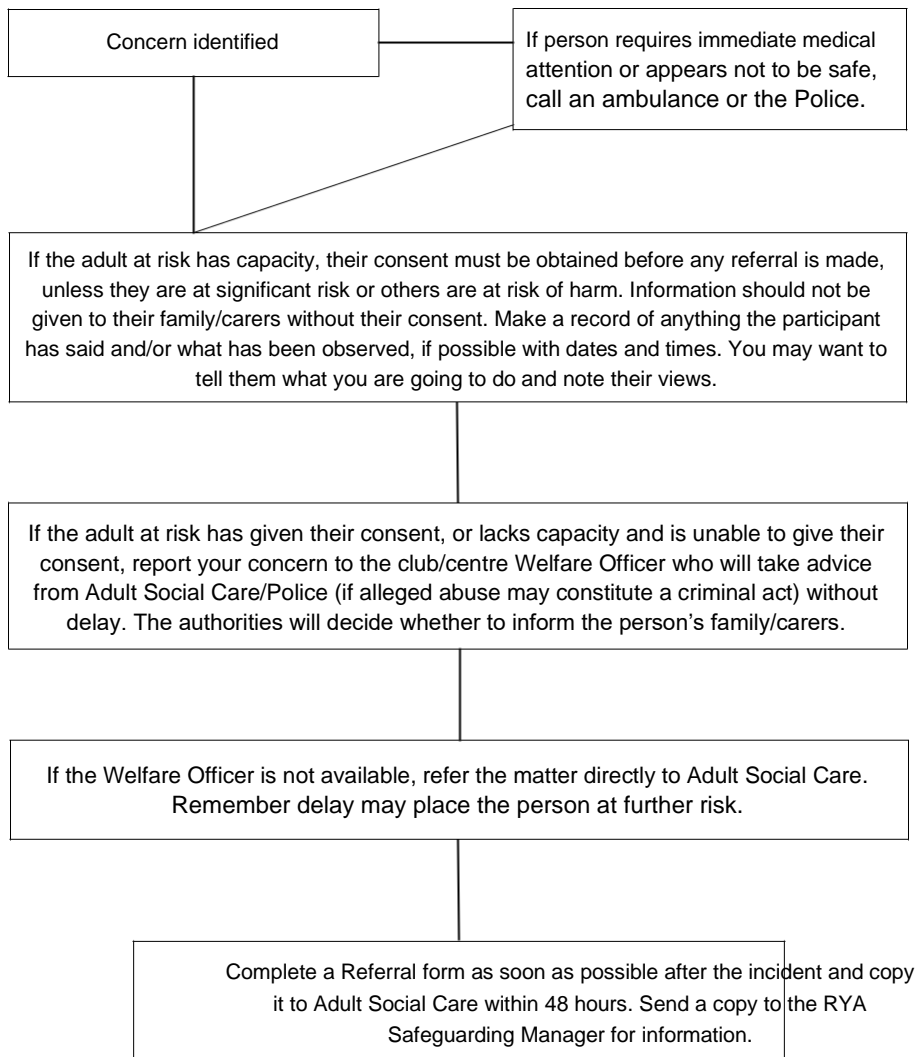 Concern identified
If person requires immediate medical
attention or appears not to be safe,
call an ambulance or the Police.
If the adult at risk has capacity, their consent must be obtained before any referral is made,
unless they are at significant risk or others are at risk of harm. Information should not be
given to their family/carers without their consent. Make a record of anything the participant
has said and/or what has been observed, if possible with dates and times. You may want to
tell them what you are going to do and note their views.
If the adult at risk has given their consent, or lacks capacity and is unable to give their
consent, report your concern to the club/centre Welfare Officer who will take advice
from Adult Social Care/Police (if alleged abuse may constitute a criminal act) without
delay. The authorities will decide whether to inform the person’s family/carers.
If the Welfare Officer is not available, refer the matter directly to Adult Social Care.
Remember delay may place the person at further risk.
Complete a Referral form as soon as possible after the incident and copy
it to Adult Social Care within 48 hours. Send a copy to the RYA
Safeguarding Manager for information.